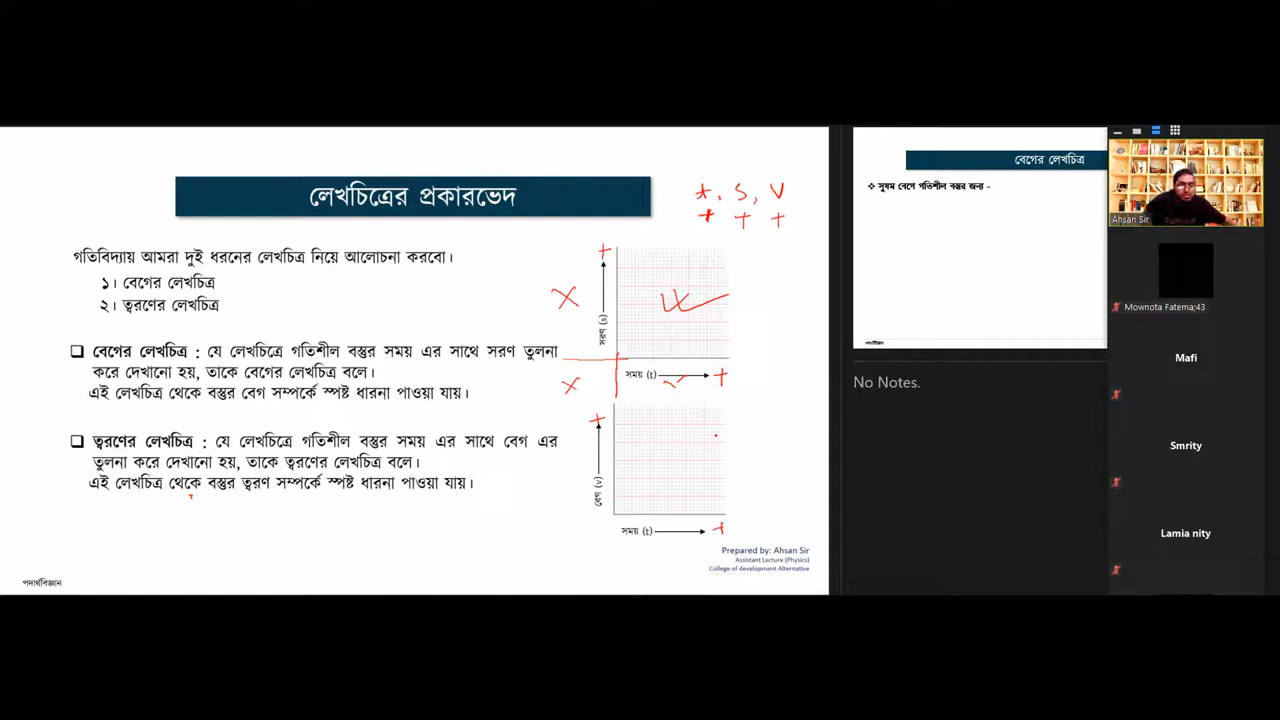 লেখচিত্রের প্রকারভেদ
t, S, V
+ + +
গতিবিদ্যায় আমরা দুই ধরনের লেখচিত্র নিয়ে আলোচনা করবো।
১। বেগের লেখচিত্র
২। ত্বরণের লেখচিত্র
বেগের লেখচিত্র : যে লেখচিত্রে গতিশীল বস্তুর সময় এর সাথে সরণ তুলনা
করে দেখানো হয়, তাকে বেগের লেখচিত্র বলে।
এই লেখচিত্র থেকে বস্তুর বেগ সম্পর্কে স্পষ্ট ধারনা পাওয়া যায়।
ত্বরণের লেখচিত্র : যে লেখচিত্রে গতিশীল বস্তুর সময় এর সাথে বেগ এর
তুলনা করে দেখানো হয়, তাকে ত্বরণের লেখচিত্র বলে।
এই লেখচিত্র থেকে বস্তুর ত্বরণ সম্পর্কে স্পষ্ট ধারনা পাওয়া যায়।
+
সরণ (s)
সময় (t)
+
+
বেগ (v)
সময় (t)
+
Prepared by: Ahsan Sir
Assistant Lecture (Physics)
College of development Alternative
পদার্থবিজ্ঞান
বেগের লেখচিত্র
সুষম বেগে গতিশীল বস্তুর জন্য -
পদার্থবিজ্ঞান
No Notes.
Ahsan Sir
Mownota Fatema;43
Mafi
Smrity
Lamia nity